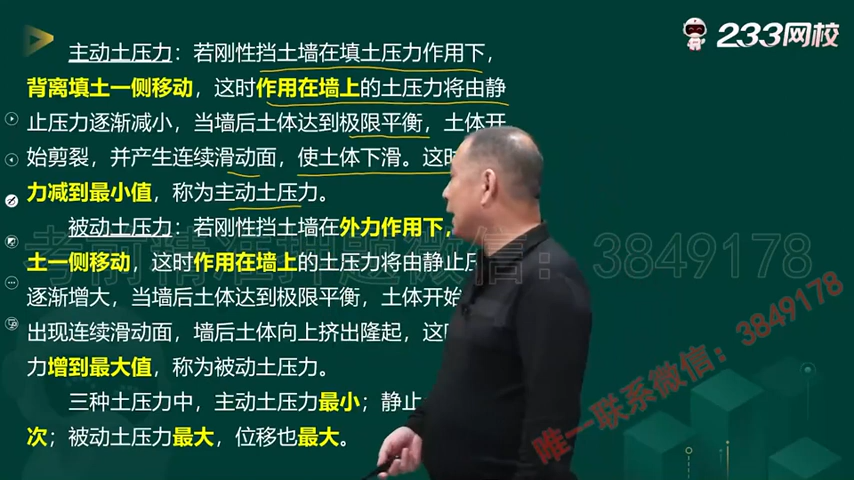 233网校
主动土压力：若刚性挡土墙在填土压力作用下，
背离填土一侧移动，这时作用在墙上的土压力将由静
止压力逐渐减小，当墙后土体达到极限平衡，土体开
始剪裂，并产生连续滑动面，使土体下滑。这时
力减到最小值，称为主动土压力。
被动土压力：若刚性挡土墙在外力作用下，
土一侧移动，这时作用在墙上的土压力将由静止压
逐渐增大，当墙后土体达到极限平衡，土体开始
出现连续滑动面，墙后土体向上挤出隆起，这时
力增到最大值，称为被动土压力。
三种土压力中，主动土压力最小；静止
次；被动土压力最大，位移也最大。
考前精准押题微信：3849178
唯一联系微信：3849178